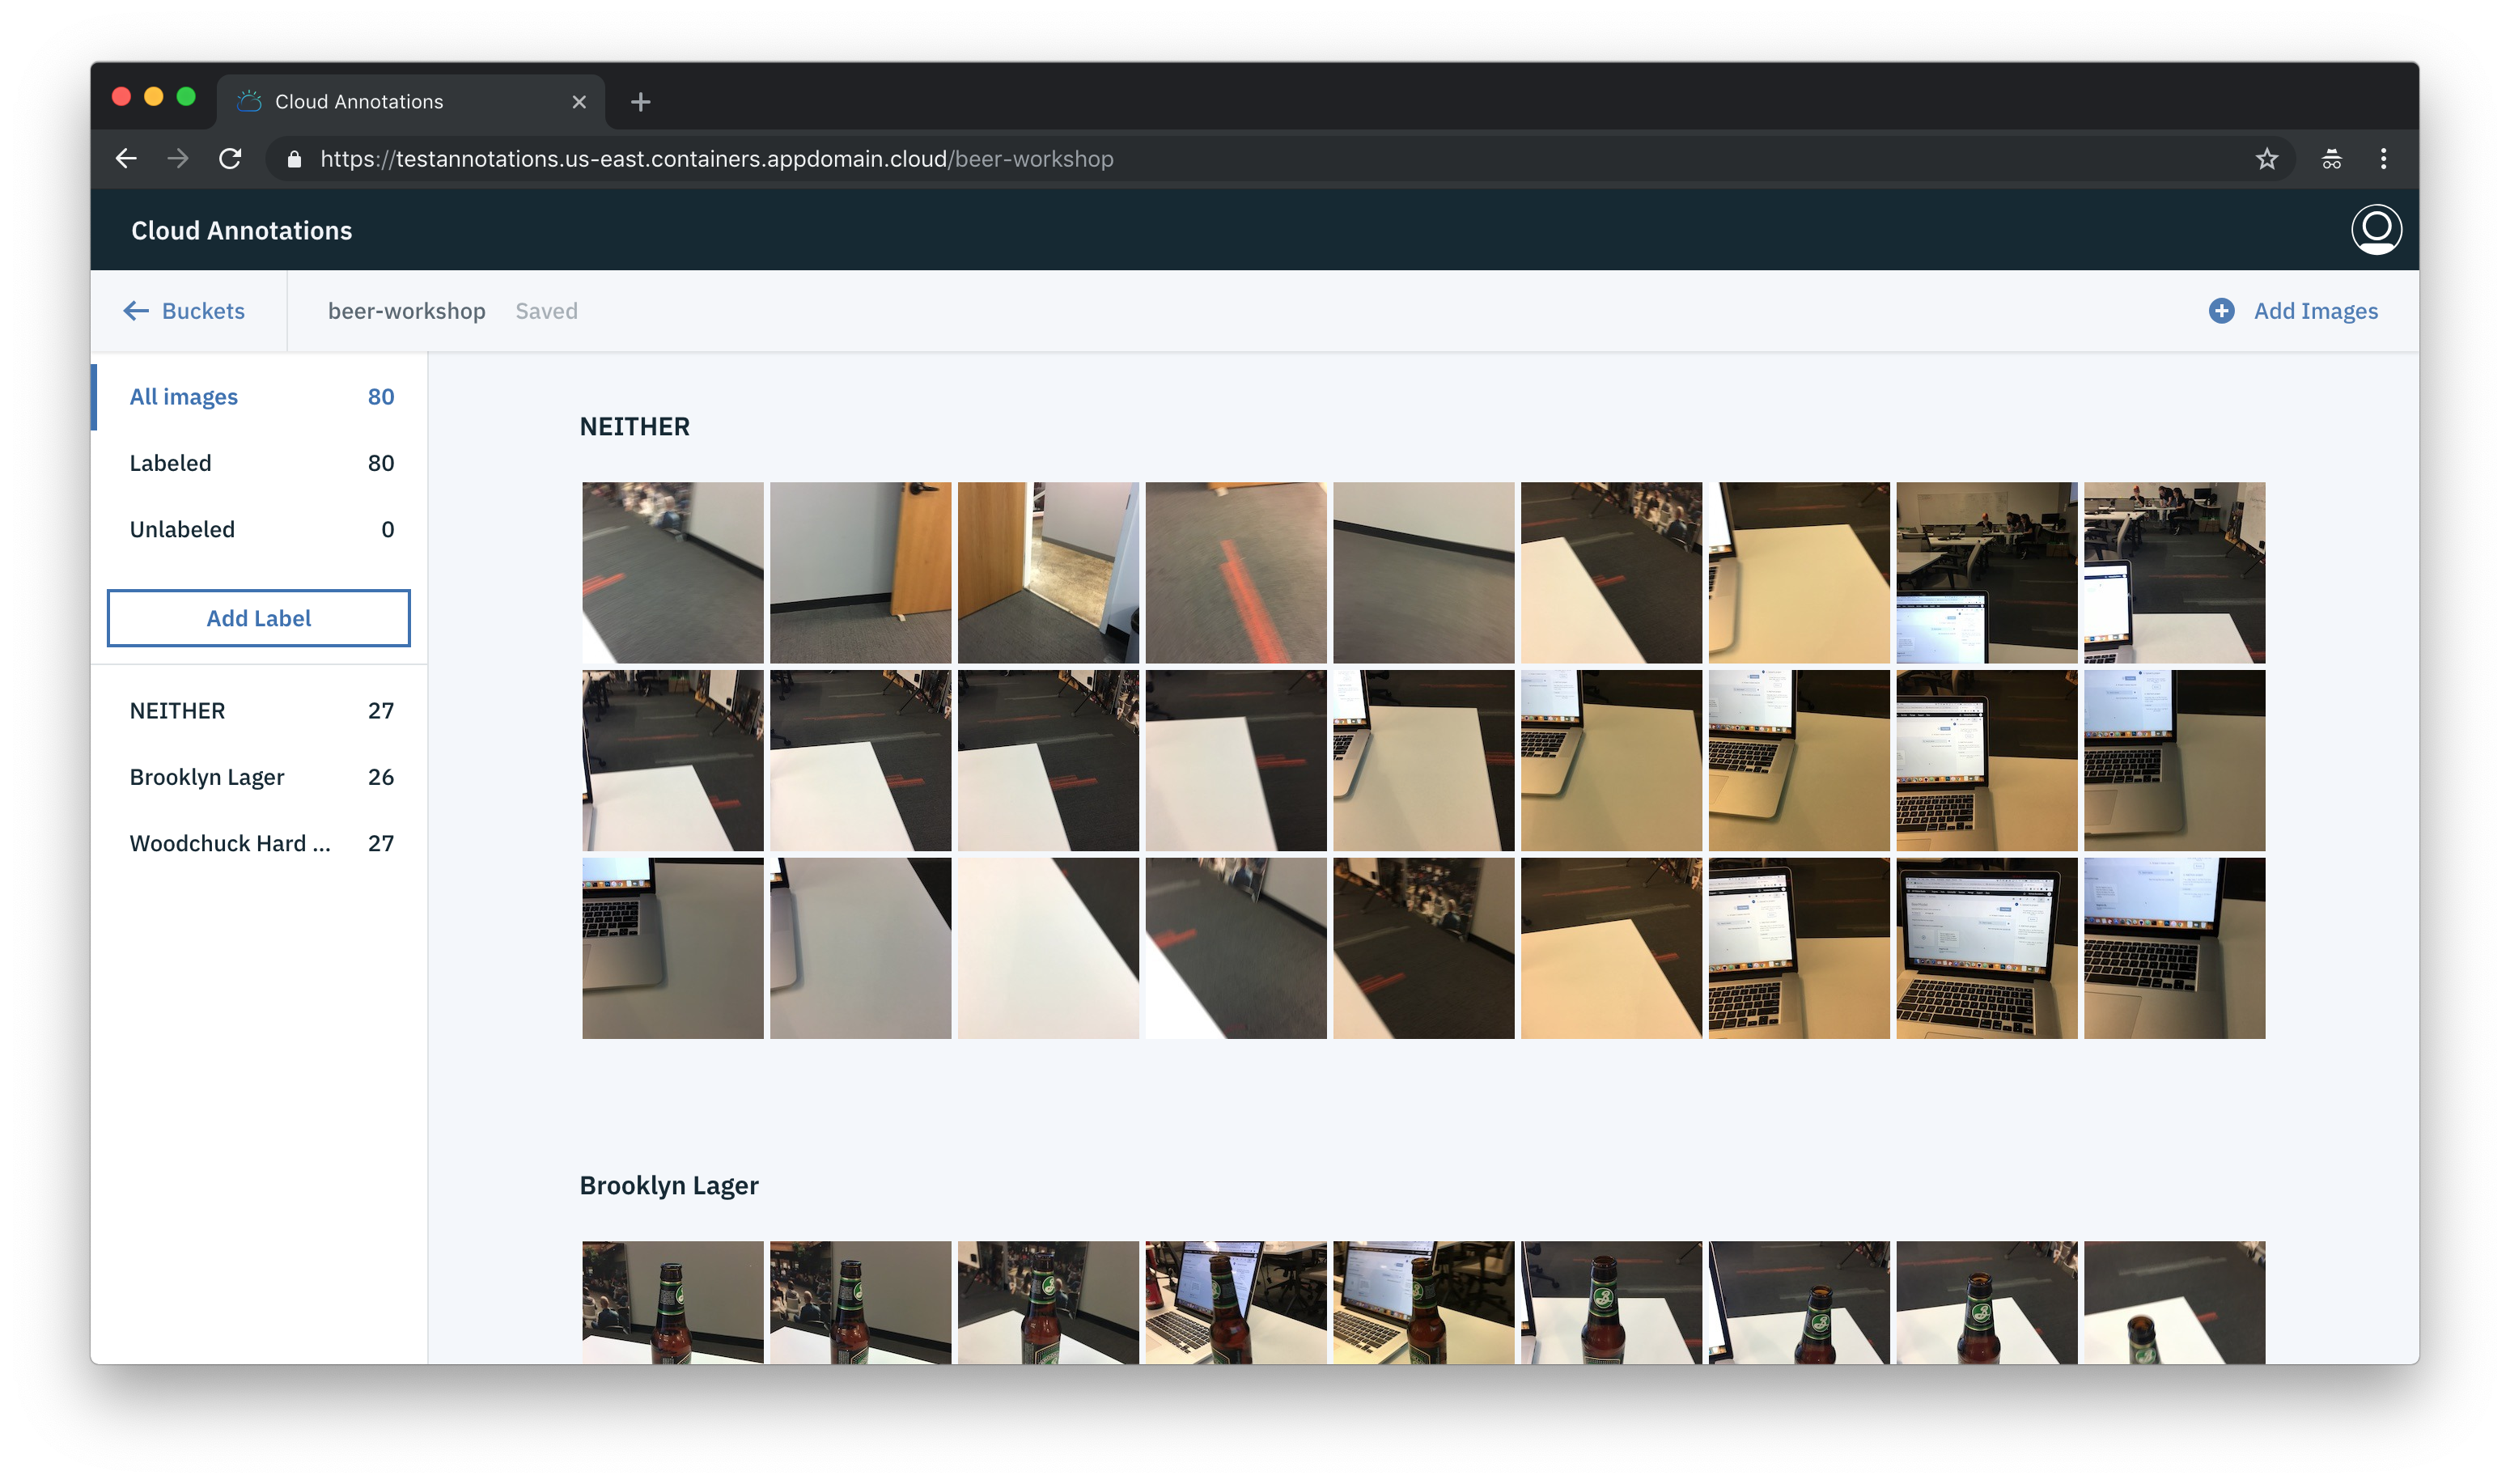 Cloud Annotations
https://testannotations.us-east.containers.appdomain.cloud/beer-workshop
Cloud Annotations
Buckets
beer-workshop Saved
Add Images
All images 80
Labeled 80
Unlabeled 0
Add Label
NEITHER 27
Brooklyn Lager 26
Woodchuck Hard ... 27
NEITHER
Brooklyn Lager